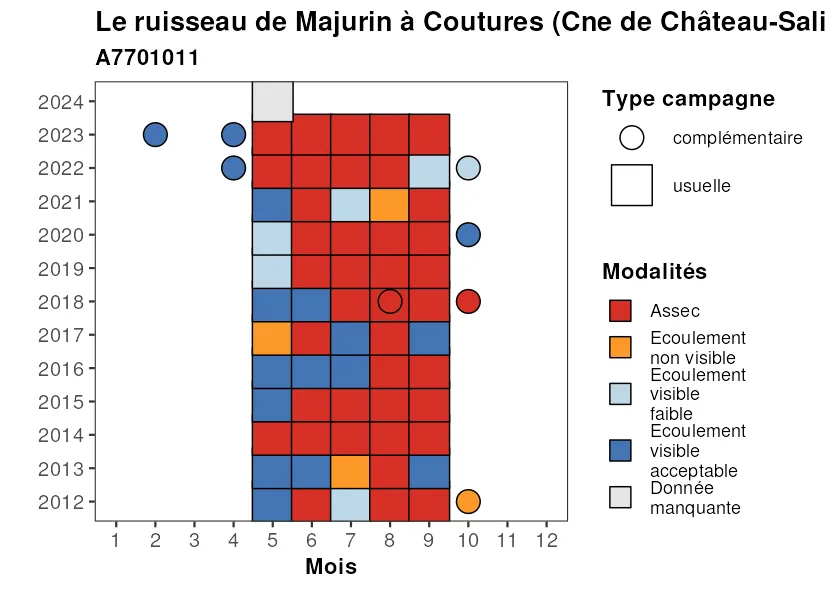 Le ruisseau de Majurin à Coutures (Cne de Château-Sali
A7701011
2024
2023
2022
2021
2020
2019
2018
2017
2016
2015
2014
2013
2012
1 2 3 4 5 6 7 8 9 10 11 12
Mois
Type campagne
complémentaire
usuelle
Modalités
Assec
Ecoulement
non visible
Ecoulement
visible
faible
Ecoulement
visible
acceptable
Donnée
manquante